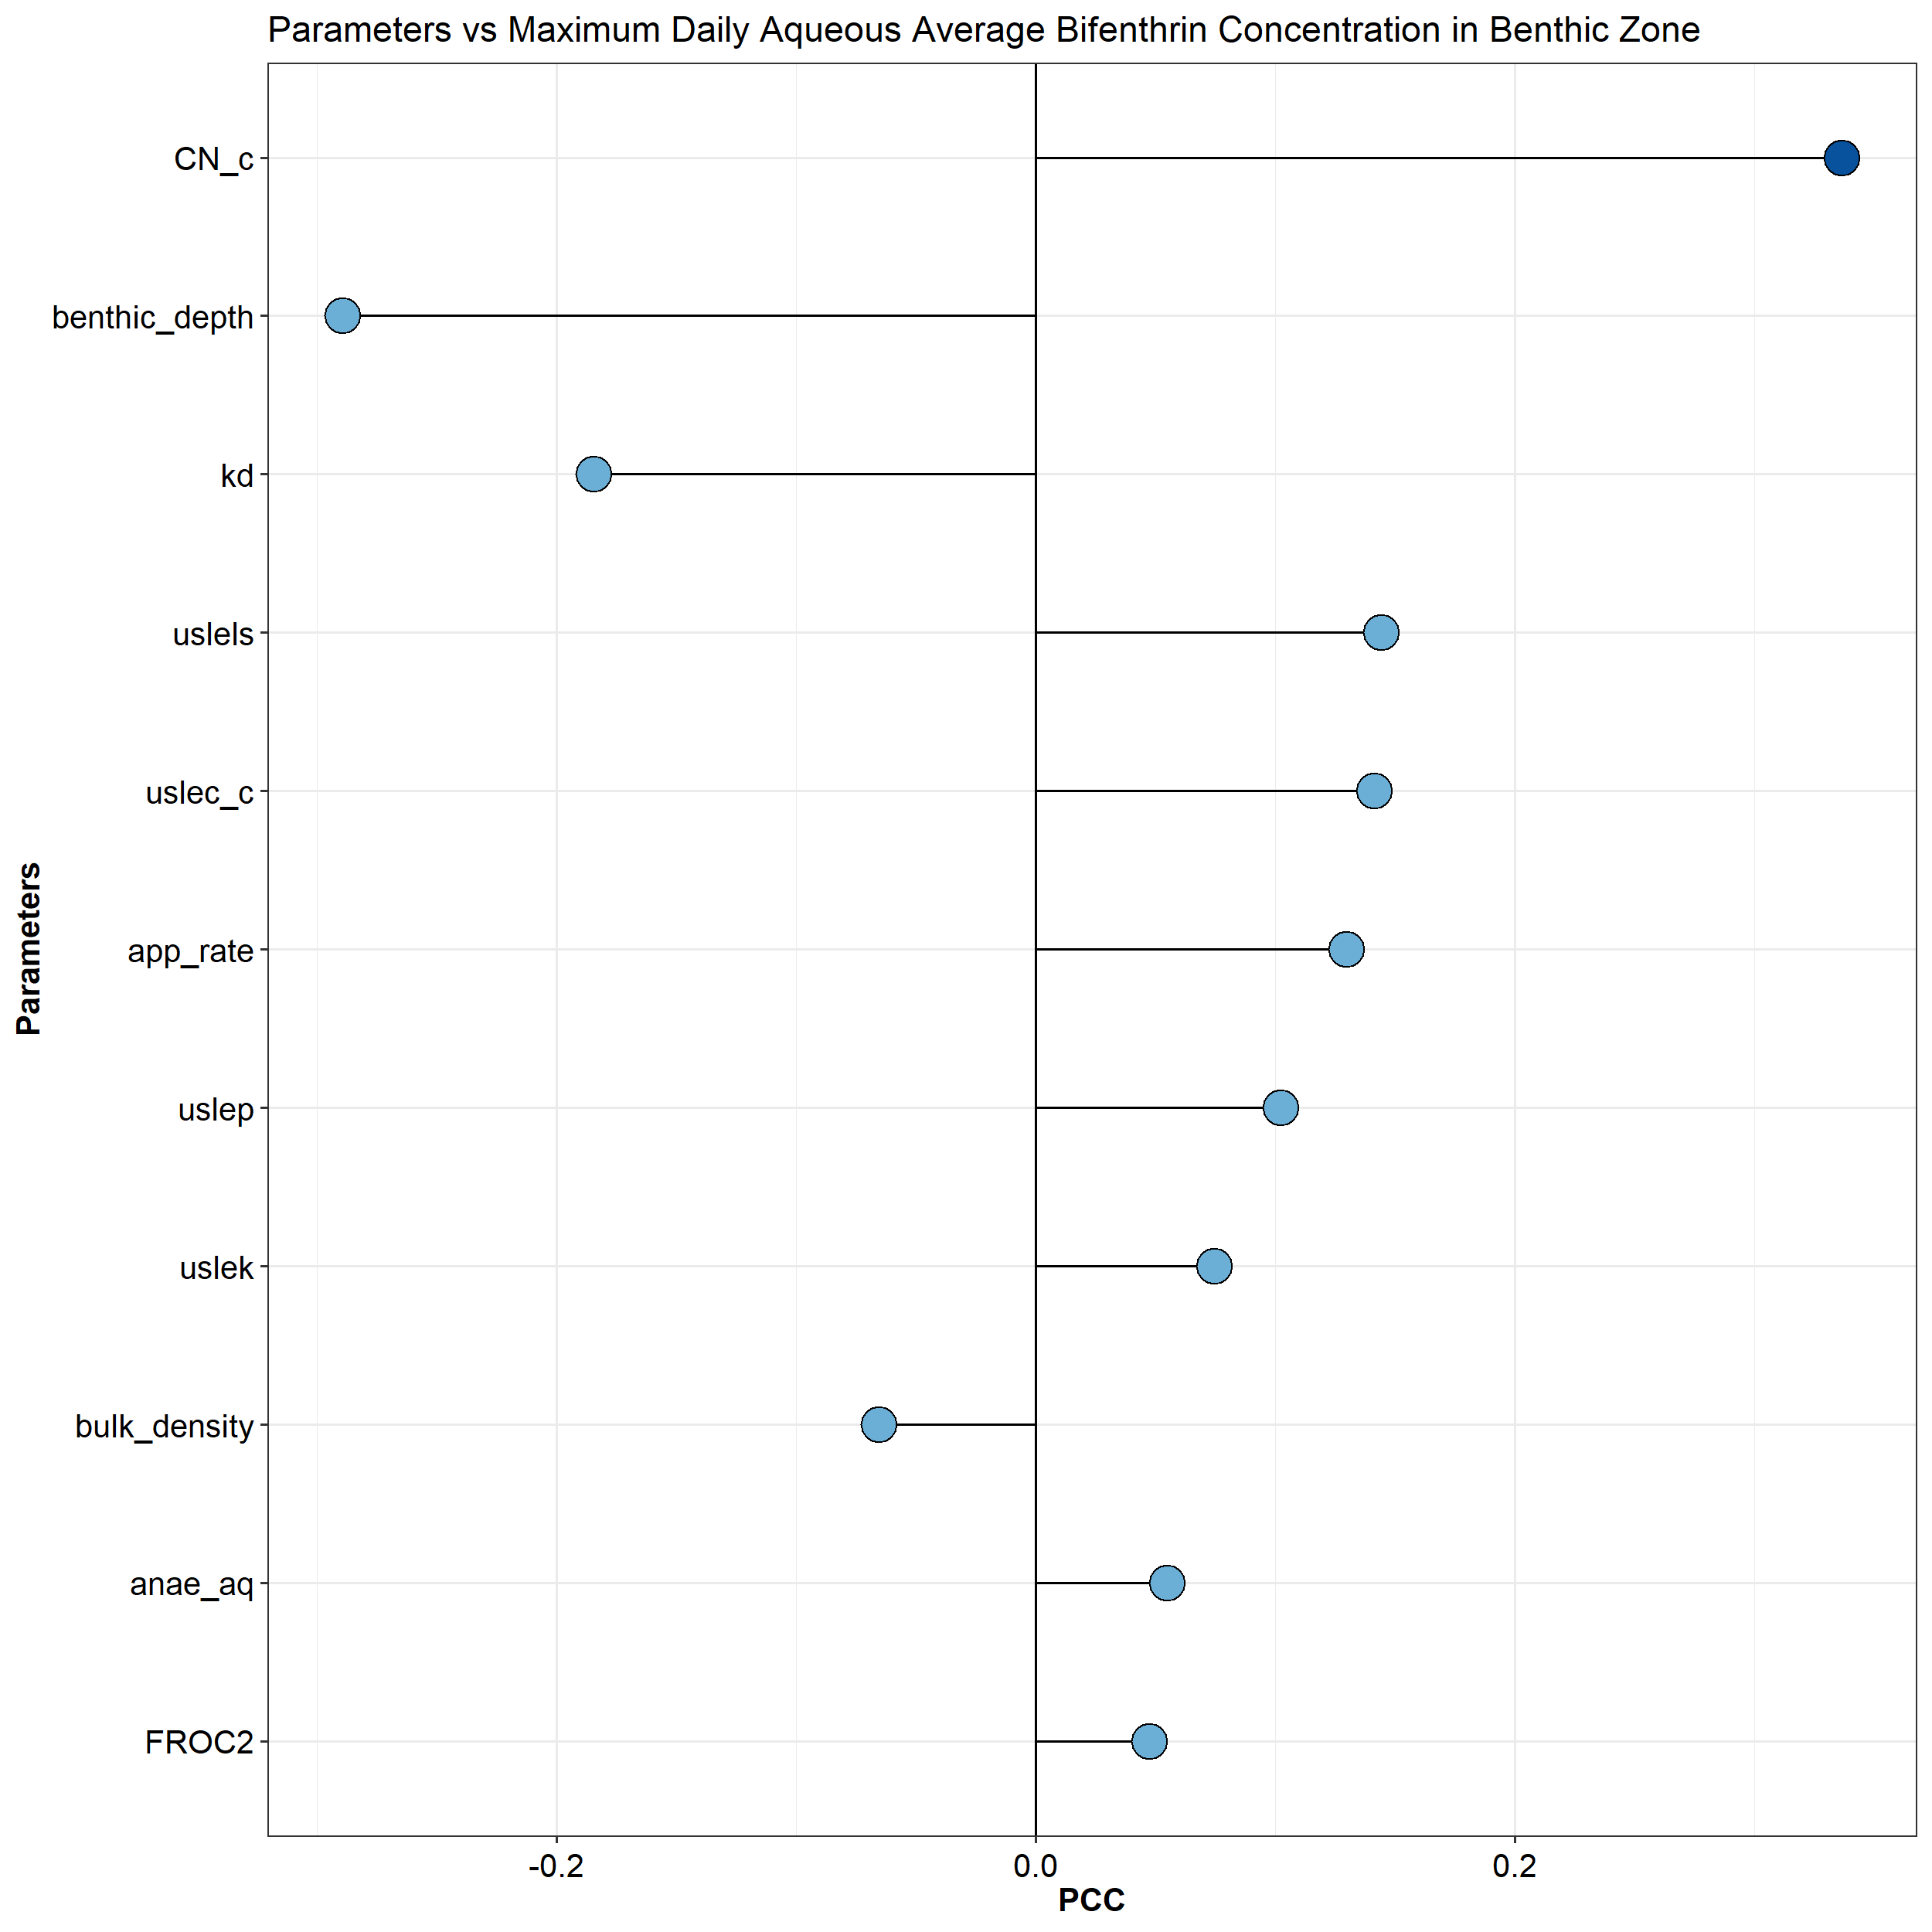 Parameters vs Maximum Daily Aqueous Average Bifenthrin Concentration in Benthic Zone
CN_c
benthic_depth
kd
uslels
uslec_c
app_rate
uslep
uslek
bulk_density
anae_aq
FROC2
Parameters
-0.2 0.0 0.2
PCC